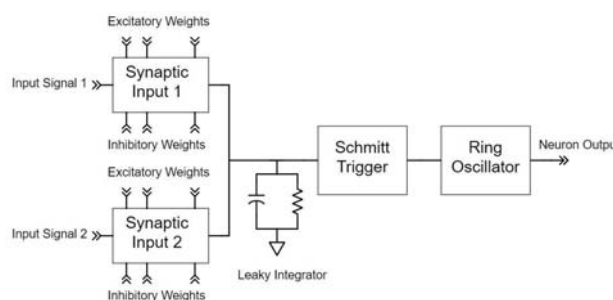 Excitatory Weights
Input Signal 1
Synaptic
Input 1
Inhibitory Weights
Excitatory Weights
Schmitt
Trigger
Ring
Oscillator
Neuron Output
Input Signal 2
Synaptic
Input 2
Leaky Integrator
Inhibitory Weights